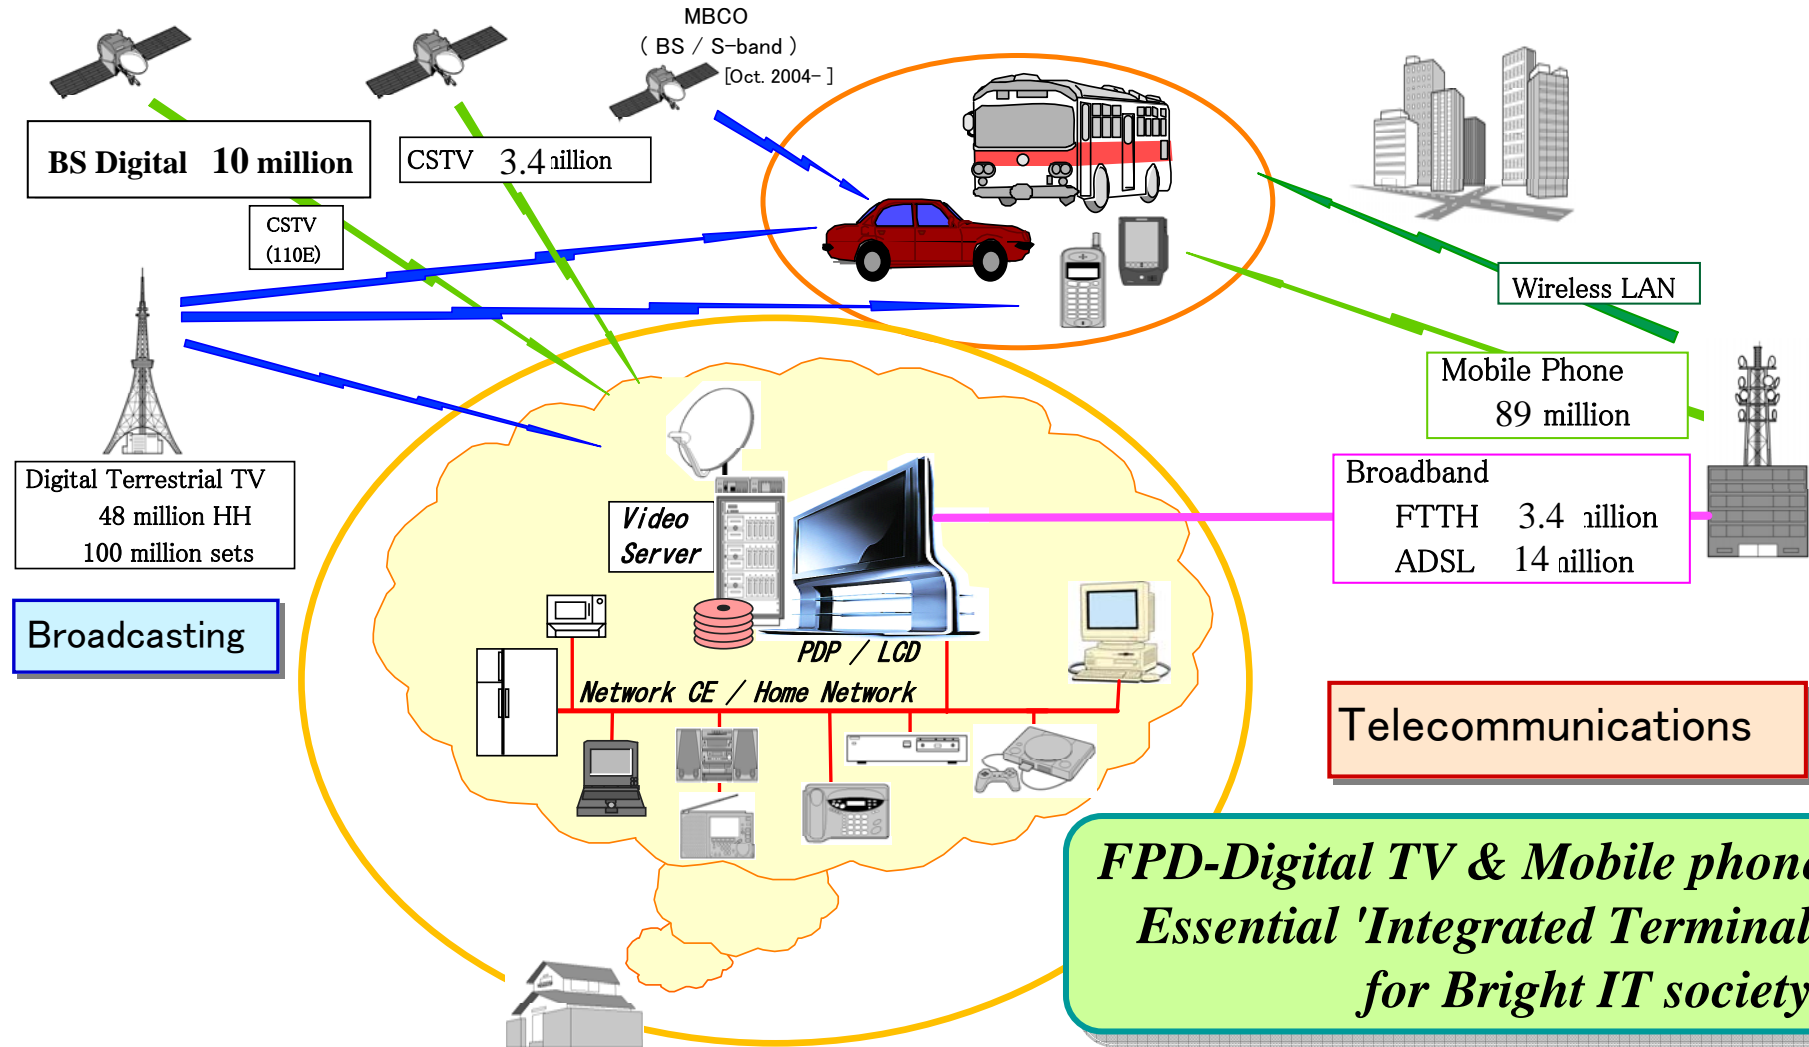 MBCO
( BS / S-band )
[Oct. 2004- ]
BS Digital 10 million
CSTV 3.4 illion
CSTV
(110E)
Wireless LAN
Mobile Phone
89 million
Digital Terrestrial TV
48 million HH
100 million sets
Broadband
FTTH 3.4 illion
ADSL 14 illion
Video
Server
Broadcasting
PDP / LCD
Network CE / Home Network
Telecommunications
FPD-Digital TV & Mobile phone
Essential 'Integrated Terminal
for Bright IT society